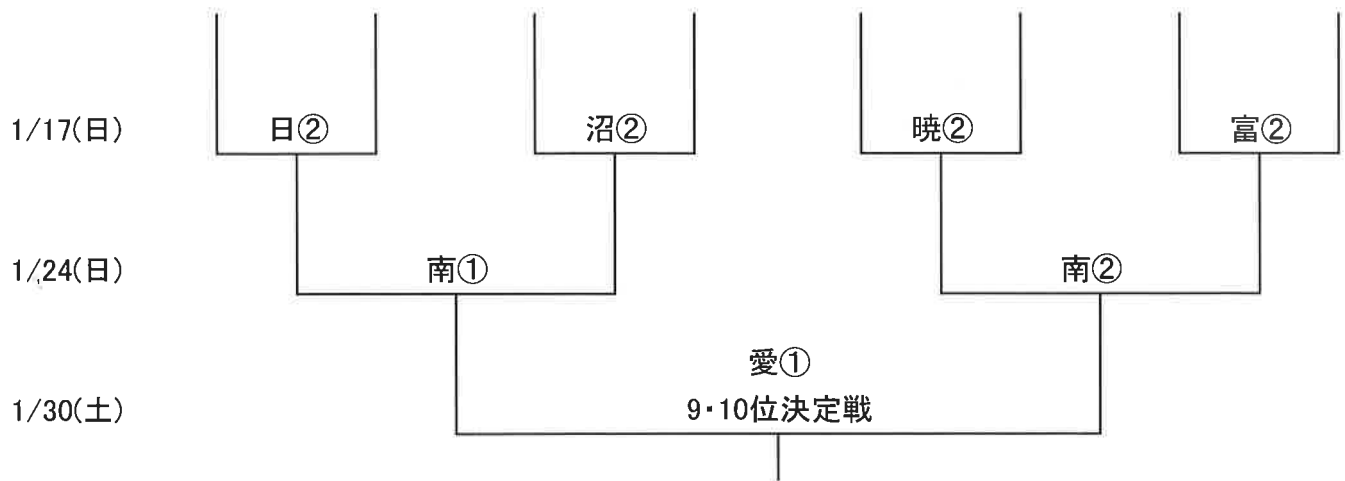 1/17(日) 日② 沼② 暁② 富②
1/24(日) 南① 南②
愛①
1/30(土) 9・10位決定戦